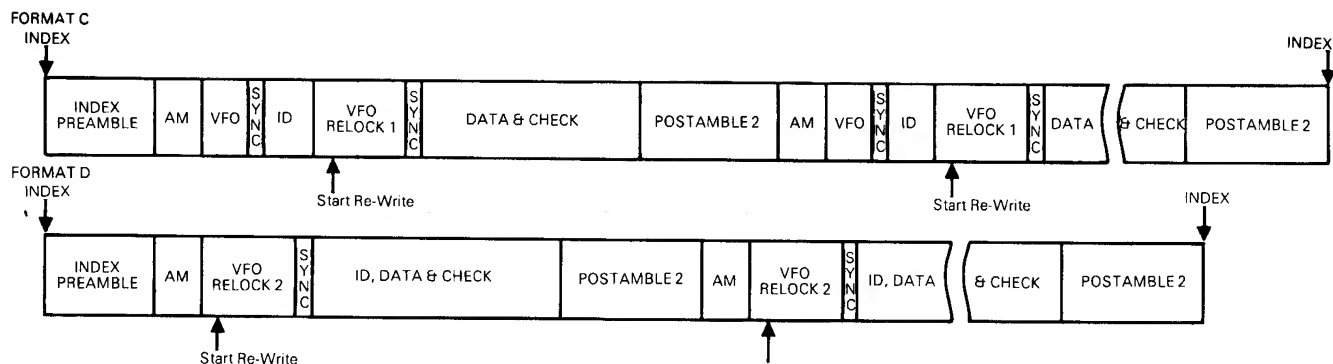 FORMAT C
INDEX
INDEX
INDEX PREAMBLE
AM
VFO
SYNC
ID
VFO RELOCK 1
SYNC
DATA & CHECK
POSTAMBLE 2
AM
VFO
SYNC
ID
VFO RELOCK 1
SYNC
DATA
& CHECK
POSTAMBLE 2
Start Re-Write
Start Re-Write
FORMAT D
INDEX
INDEX
INDEX PREAMBLE
AM
VFO RELOCK 2
SYNC
ID, DATA & CHECK
POSTAMBLE 2
AM
VFO RELOCK 2
SYNC
ID, DATA
& CHECK
POSTAMBLE 2
Start Re-Write